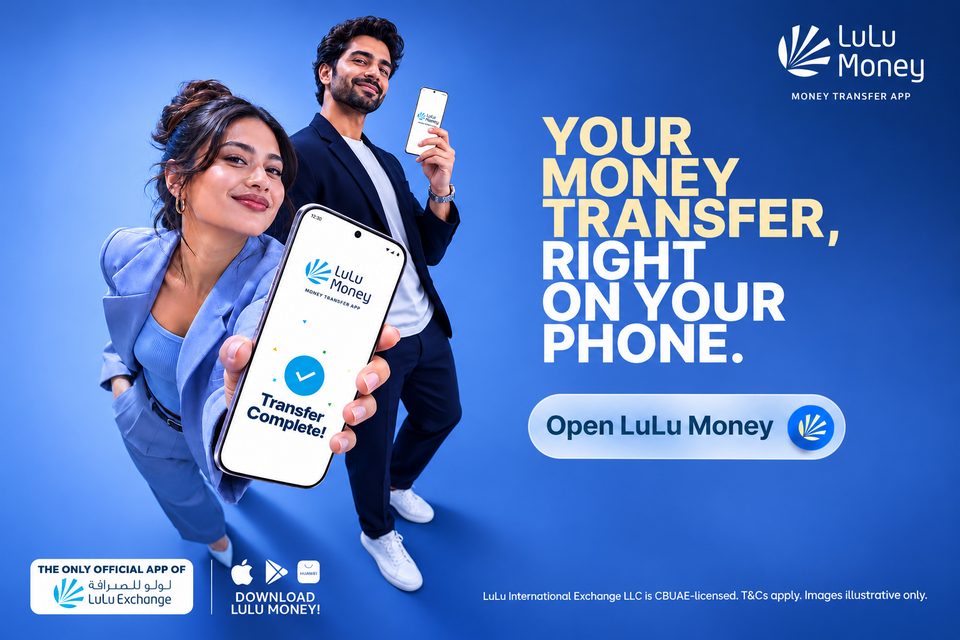 LuLu
Money
MONEY TRANSFER APP
YOUR
MONEY
TRANSFER,
RIGHT
ON YOUR
PHONE.
Open LuLu Money
LuLu
Money
12:30
LuLu
Money
MONEY TRANSFER APP
Transfer
Complete!
THE ONLY OFFICIAL APP OF
لولو للصرافة
LuLu Exchange
HUAWEI
DOWNLOAD
LULU MONEY!
LuLu International Exchange LLC is CBUAE-licensed. T&Cs apply. Images illustrative only.